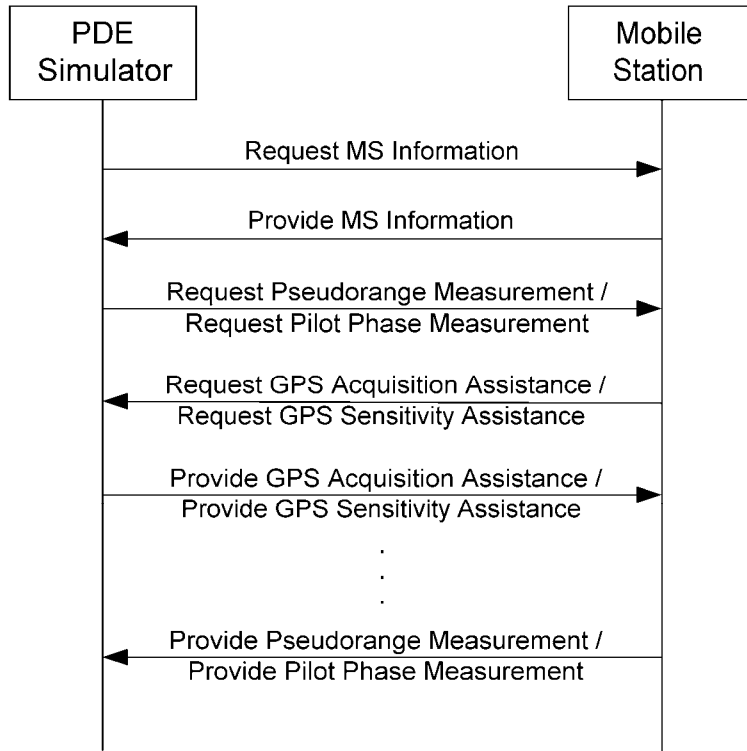 PDE
Simulator
Mobile
Station
Request MS Information
Provide MS Information
Request Pseudorange Measurement /
Request Pilot Phase Measurement
Request GPS Acquisition Assistance /
Request GPS Sensitivity Assistance
Provide GPS Acquisition Assistance /
Provide GPS Sensitivity Assistance
.
.
.
Provide Pseudorange Measurement /
Provide Pilot Phase Measurement